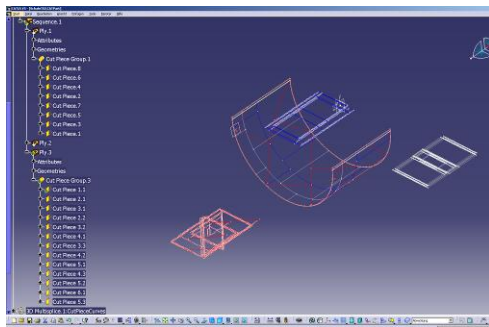 Sequence.1
Ply.1
Attributes
Geometries
Cut Piece Group.1
Cut Piece.8
Cut Piece.6
Cut Piece.4
Cut Piece.2
Cut Piece.7
Cut Piece.5
Cut Piece.3
Cut Piece.1
Ply.2
Ply.3
Attributes
Geometries
Cut Piece Group.3
Cut Piece 1.1
Cut Piece 2.1
Cut Piece 3.1
Cut Piece 2.2
Cut Piece 3.2
Cut Piece 4.1
Cut Piece 3.3
Cut Piece 4.2
Cut Piece 5.1
Cut Piece 4.3
Cut Piece 5.2
Cut Piece 6.1
Cut Piece 5.3
3D Multisplice.1:CutPieceCurves